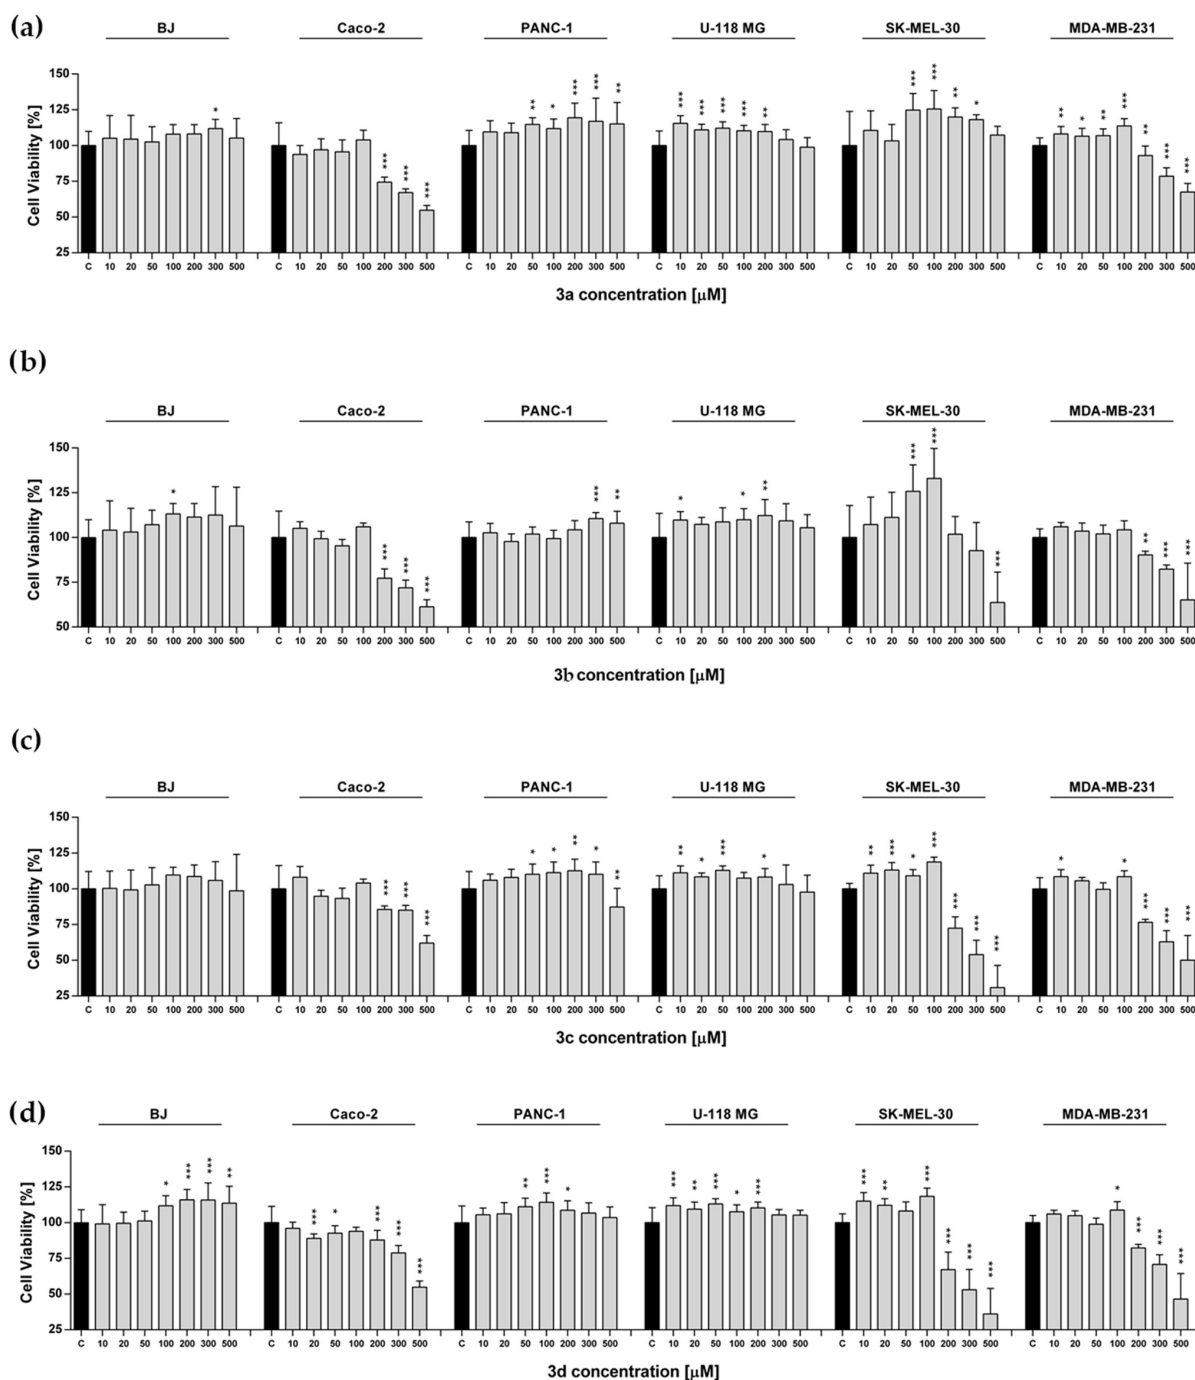 (a)
BJ Caco-2 PANC-1 U-118 MG SK-MEL-30 MDA-MB-231
* *** *** *** ** * *** *** ** *** *** *** *** ** *** *** ** * ** * ** *** ** *** ***
Cell Viability [%]
150
125
100
75
50
25
C 10 20 50 100 200 300 500 C 10 20 50 100 200 300 500 C 10 20 50 100 200 300 500 C 10 20 50 100 200 300 500 C 10 20 50 100 200 300 500 C 10 20 50 100 200 300 500
3a concentration [μM]
(b)
BJ Caco-2 PANC-1 U-118 MG SK-MEL-30 MDA-MB-231
* *** *** *** *** ** * * ** *** *** *** ** *** ***
Cell Viability [%]
150
125
100
75
50
C 10 20 50 100 200 300 500 C 10 20 50 100 200 300 500 C 10 20 50 100 200 300 500 C 10 20 50 100 200 300 500 C 10 20 50 100 200 300 500 C 10 20 50 100 200 300 500
3b concentration [μM]
(c)
BJ Caco-2 PANC-1 U-118 MG SK-MEL-30 MDA-MB-231
*** *** *** * * ** * ** ** * *** * ** ** * *** *** *** *** * * *** *** ***
Cell Viability [%]
150
125
100
75
50
25
C 10 20 50 100 200 300 500 C 10 20 50 100 200 300 500 C 10 20 50 100 200 300 500 C 10 20 50 100 200 300 500 C 10 20 50 100 200 300 500 C 10 20 50 100 200 300 500
3c concentration [μM]
(d)
BJ Caco-2 PANC-1 U-118 MG SK-MEL-30 MDA-MB-231
* *** *** ** *** * *** *** *** ** *** * *** ** *** * *** *** ** *** *** *** *** * *** *** ***
Cell Viability [%]
150
125
100
75
50
25
C 10 20 50 100 200 300 500 C 10 20 50 100 200 300 500 C 10 20 50 100 200 300 500 C 10 20 50 100 200 300 500 C 10 20 50 100 200 300 500 C 10 20 50 100 200 300 500
3d concentration [μM]